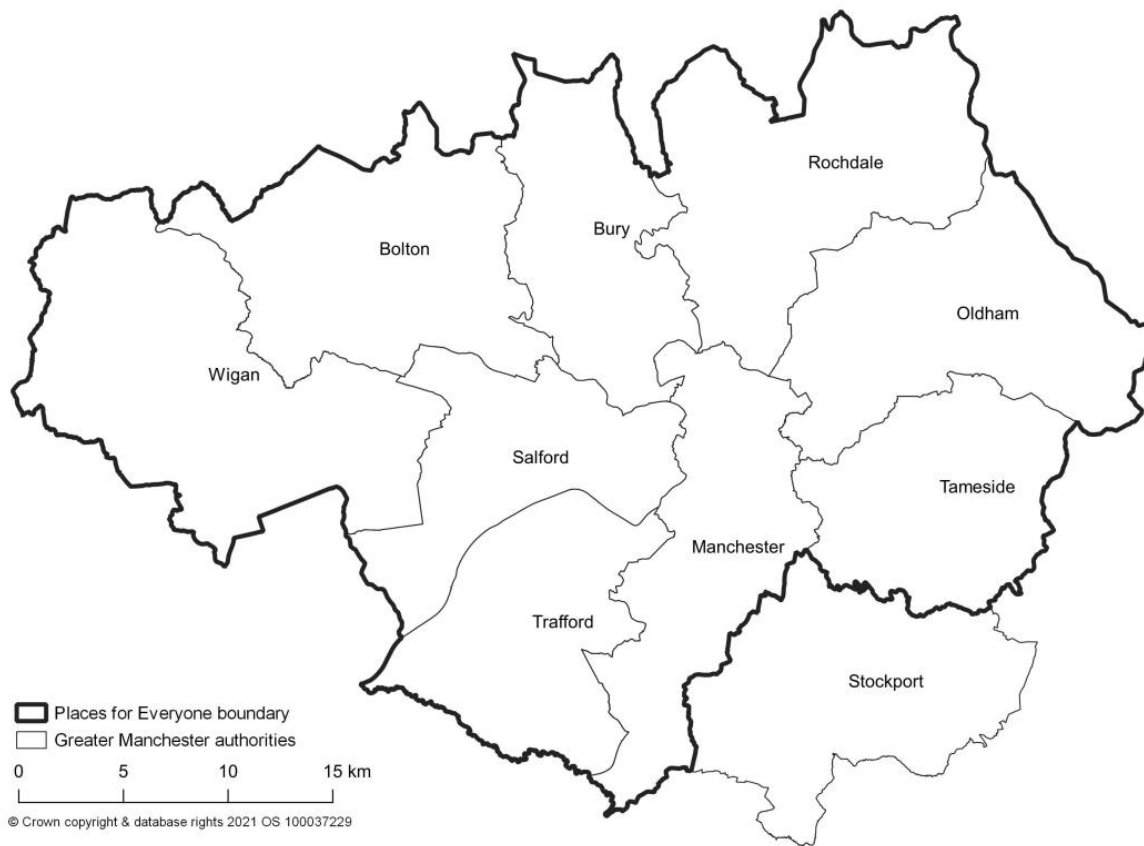 Rochdale
Bury
Bolton
Oldham
Wigan
Salford
Tameside
Manchester
Trafford
Stockport
Places for Everyone boundary
Greater Manchester authorities
0 5 10 15 km
© Crown copyright & database rights 2021 OS 100037229